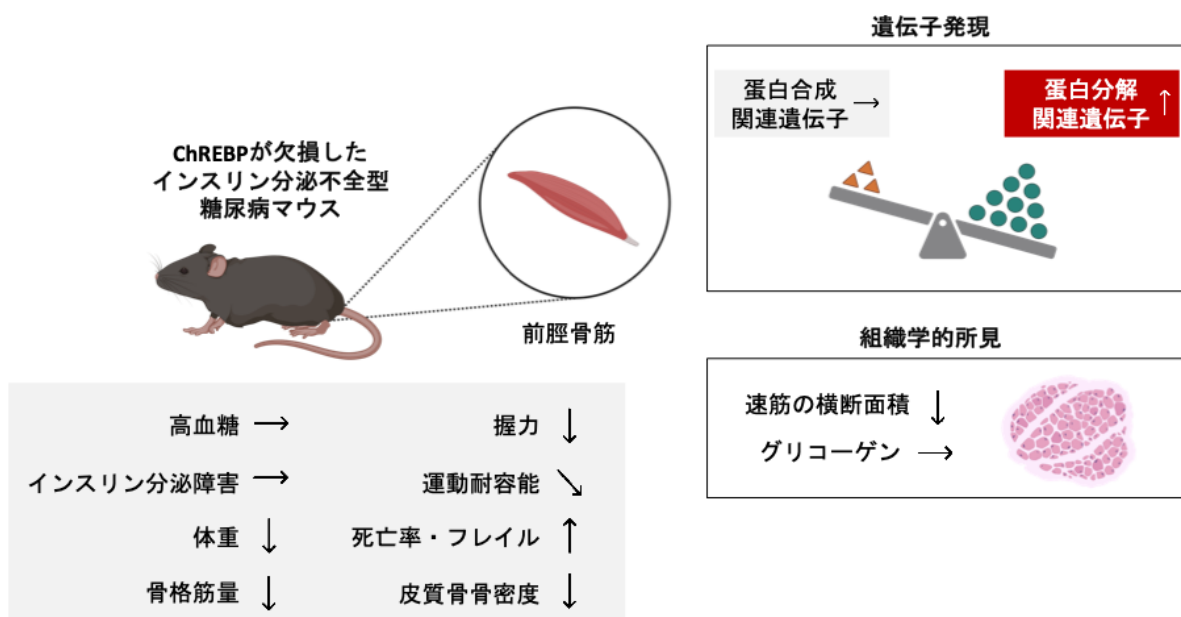 ChREBPが欠損した
インスリン分泌不全型
糖尿病マウス
前脛骨筋
高血糖 →
インスリン分泌障害 →
体重 ↓
骨格筋量 ↓
握力 ↓
運動耐容能 ↘
死亡率・フレイル ↑
皮質骨骨密度 ↓
遺伝子発現
蛋白合成
関連遺伝子 →
蛋白分解
関連遺伝子 ↑
組織学的所見
速筋の横断面積 ↓
グリコーゲン →